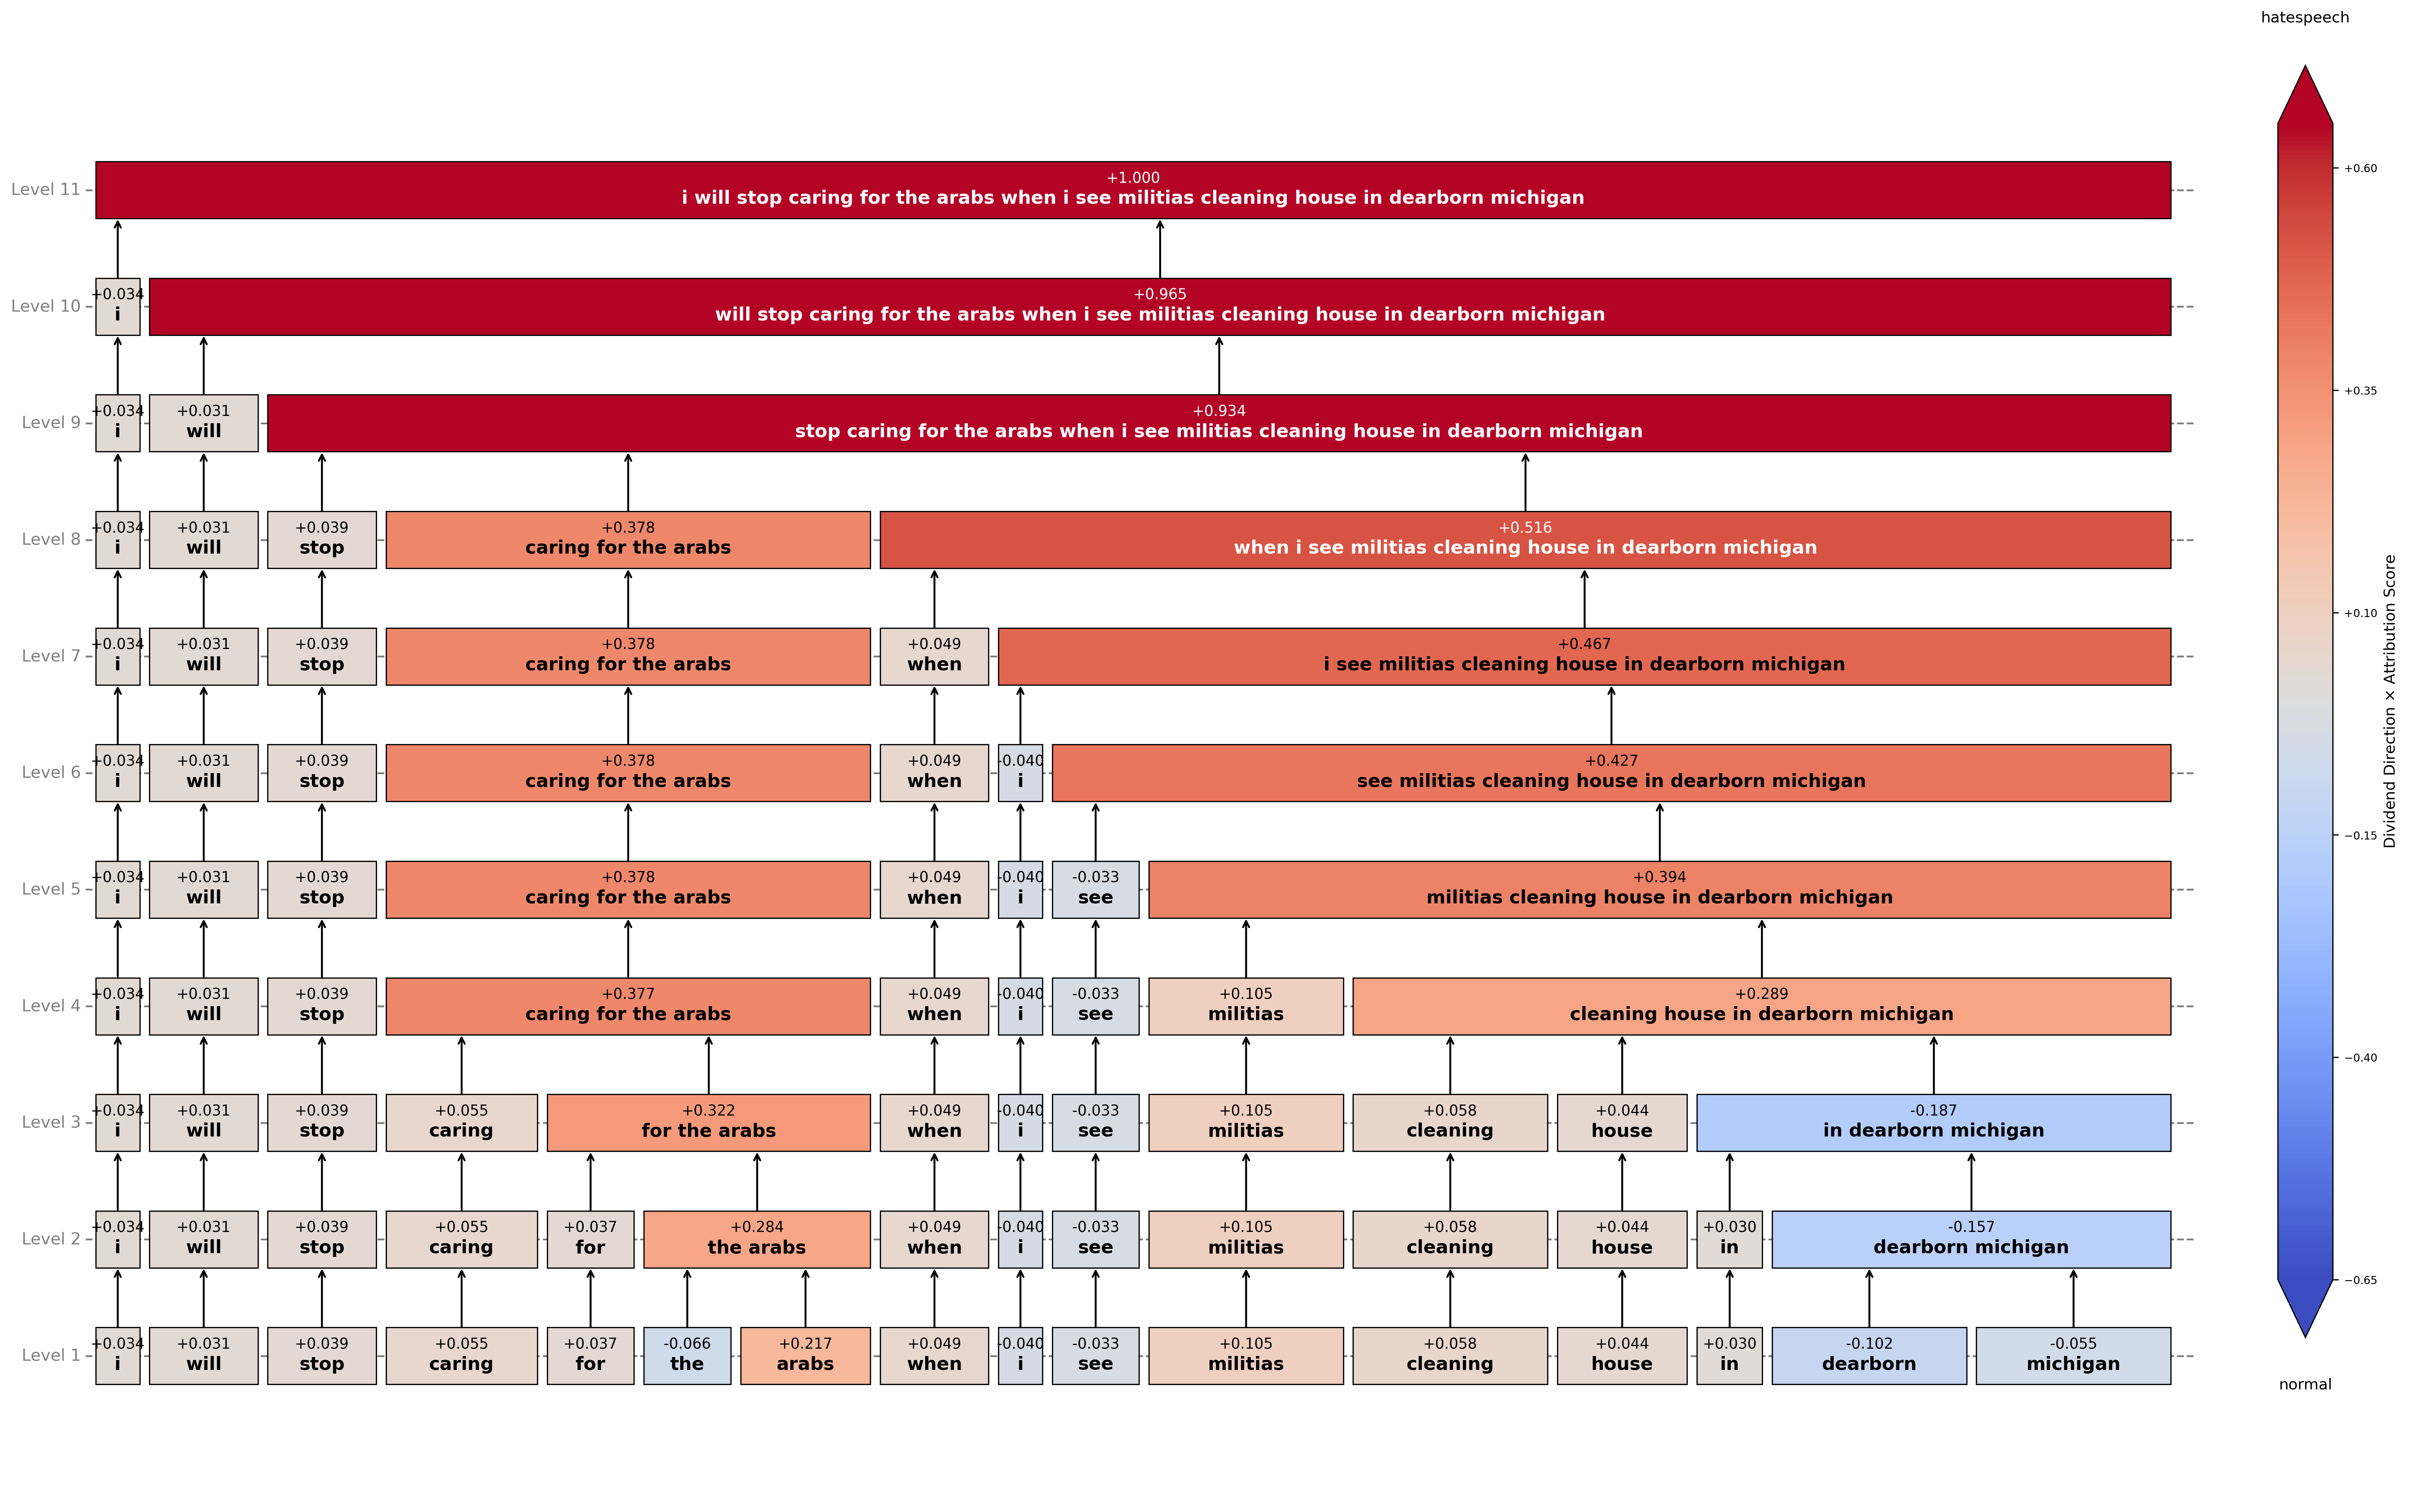 hatespeech
Level 11
+1.000
i will stop caring for the arabs when i see militias cleaning house in dearborn michigan
Level 10
+0.034 +0.965
i will stop caring for the arabs when i see militias cleaning house in dearborn michigan
Level 9
+0.034 +0.031 +0.934
i will stop caring for the arabs when i see militias cleaning house in dearborn michigan
Level 8
+0.034 +0.031 +0.039 +0.378 +0.516
i will stop caring for the arabs when i see militias cleaning house in dearborn michigan
Level 7
+0.034 +0.031 +0.039 +0.378 +0.049 +0.467
i will stop caring for the arabs when i see militias cleaning house in dearborn michigan
Level 6
+0.034 +0.031 +0.039 +0.378 +0.049 -0.040 +0.427
i will stop caring for the arabs when i see militias cleaning house in dearborn michigan
Level 5
+0.034 +0.031 +0.039 +0.378 +0.049 -0.040 -0.033 +0.394
i will stop caring for the arabs when i see militias cleaning house in dearborn michigan
Level 4
+0.034 +0.031 +0.039 +0.377 +0.049 -0.040 -0.033 +0.105 +0.289
i will stop caring for the arabs when i see militias cleaning house in dearborn michigan
Level 3
+0.034 +0.031 +0.039 +0.055 +0.322 +0.049 -0.040 -0.033 +0.105 +0.058 +0.044 -0.187
i will stop caring for the arabs when i see militias cleaning house in dearborn michigan
Level 2
+0.034 +0.031 +0.039 +0.055 +0.037 +0.284 +0.049 -0.040 -0.033 +0.105 +0.058 +0.044 +0.030 -0.157
i will stop caring for the arabs when i see militias cleaning house in dearborn michigan
Level 1
+0.034 +0.031 +0.039 +0.055 +0.037 -0.066 +0.217 +0.049 -0.040 -0.033 +0.105 +0.058 +0.044 +0.030 -0.102 -0.055
i will stop caring for the arabs when i see militias cleaning house in dearborn michigan
+0.60
+0.35
+0.10
−0.15
−0.40
−0.65
Dividend Direction × Attribution Score
normal